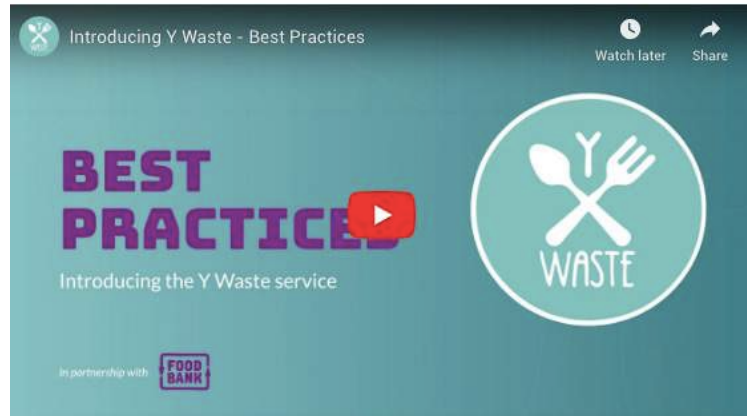 Introducing Y Waste - Best Practices
Watch later
Share
BEST
PRACTICES
Introducing the Y Waste service
Y
WASTE
In partnership with
FOOD
BANK